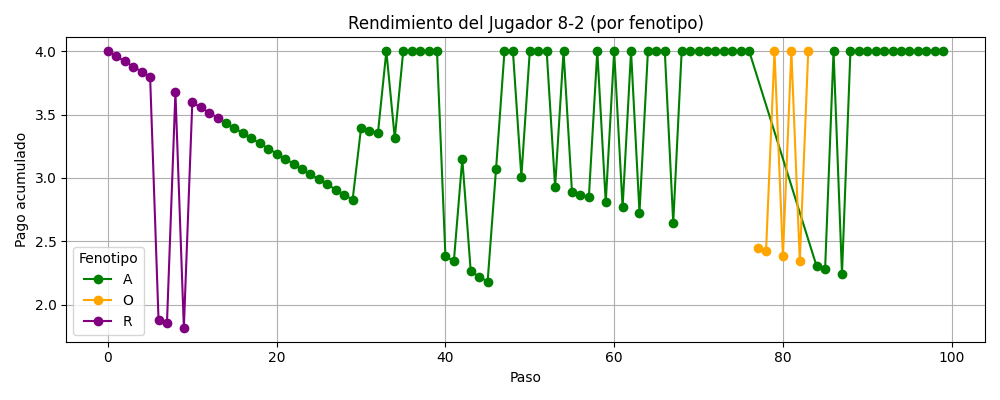 Rendimiento del Jugador 8-2 (por fenotipo)
Pago acumulado
4.0
3.5
3.0
2.5
2.0
Fenotipo
A
O
R
0 20 40 60 80 100
Paso